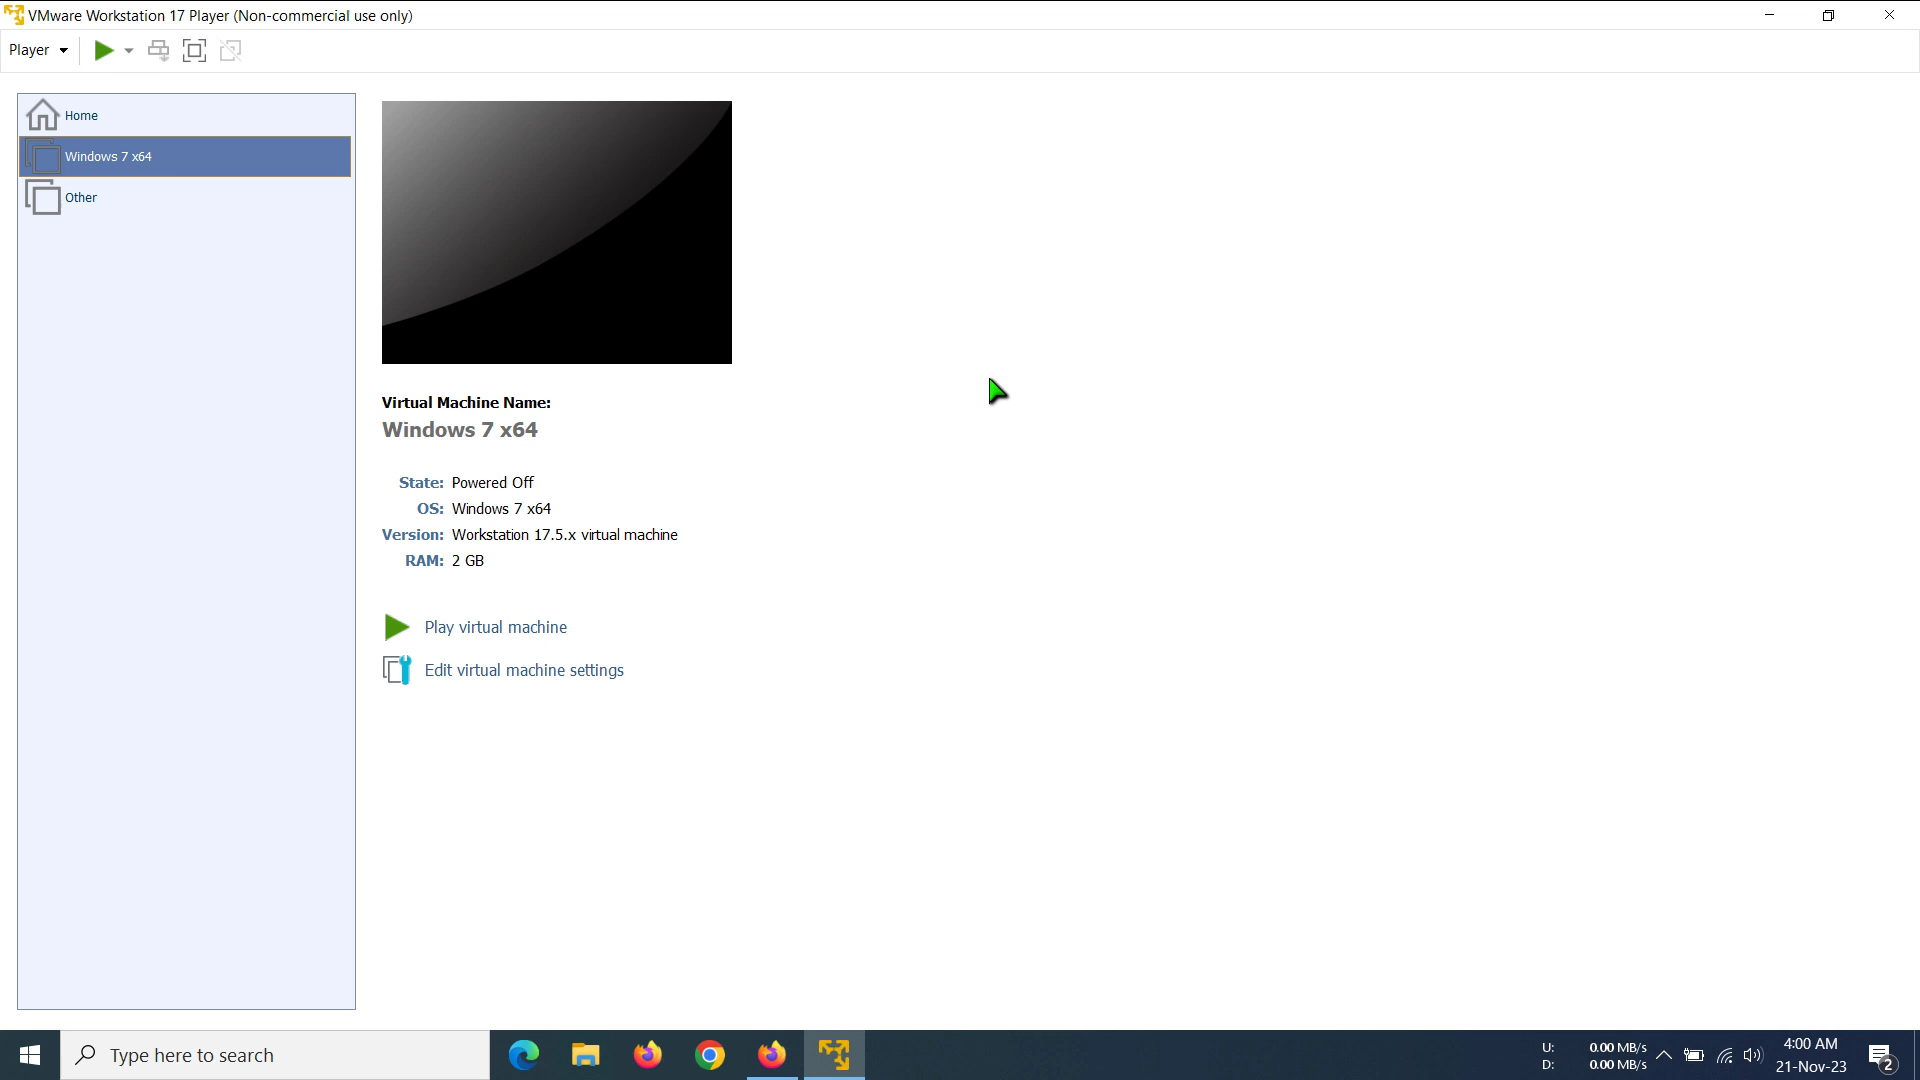 VMware Workstation 17 Player (Non-commercial use only)
Player
Home
Windows 7 x64
Other
Virtual Machine Name:
Windows 7 x64
State: Powered Off
OS: Windows 7 x64
Version: Workstation 17.5.x virtual machine
RAM: 2 GB
Play virtual machine
Edit virtual machine settings
Type here to search
U: 0.00 MB/s
D: 0.00 MB/s
4:00 AM
21-Nov-23
2